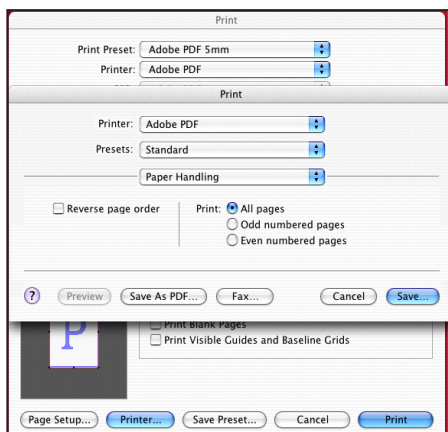 Print
Print Preset: Adobe PDF 5mm
Printer: Adobe PDF
Print
Printer: Adobe PDF
Presets: Standard
Paper Handling
Reverse page order
Print: All pages
Odd numbered pages
Even numbered pages
? Preview Save As PDF... Fax... Cancel Save...
P
Print Blank Pages
Print Visible Guides and Baseline Grids
Page Setup... Printer... Save Preset... Cancel Print